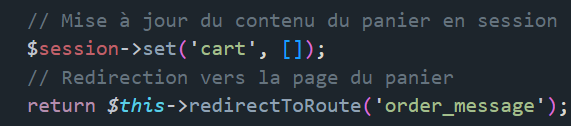 // Mise à jour du contenu du panier en session
$session->set('cart', []);
// Redirection vers la page du panier
return $this->redirectToRoute('order_message');